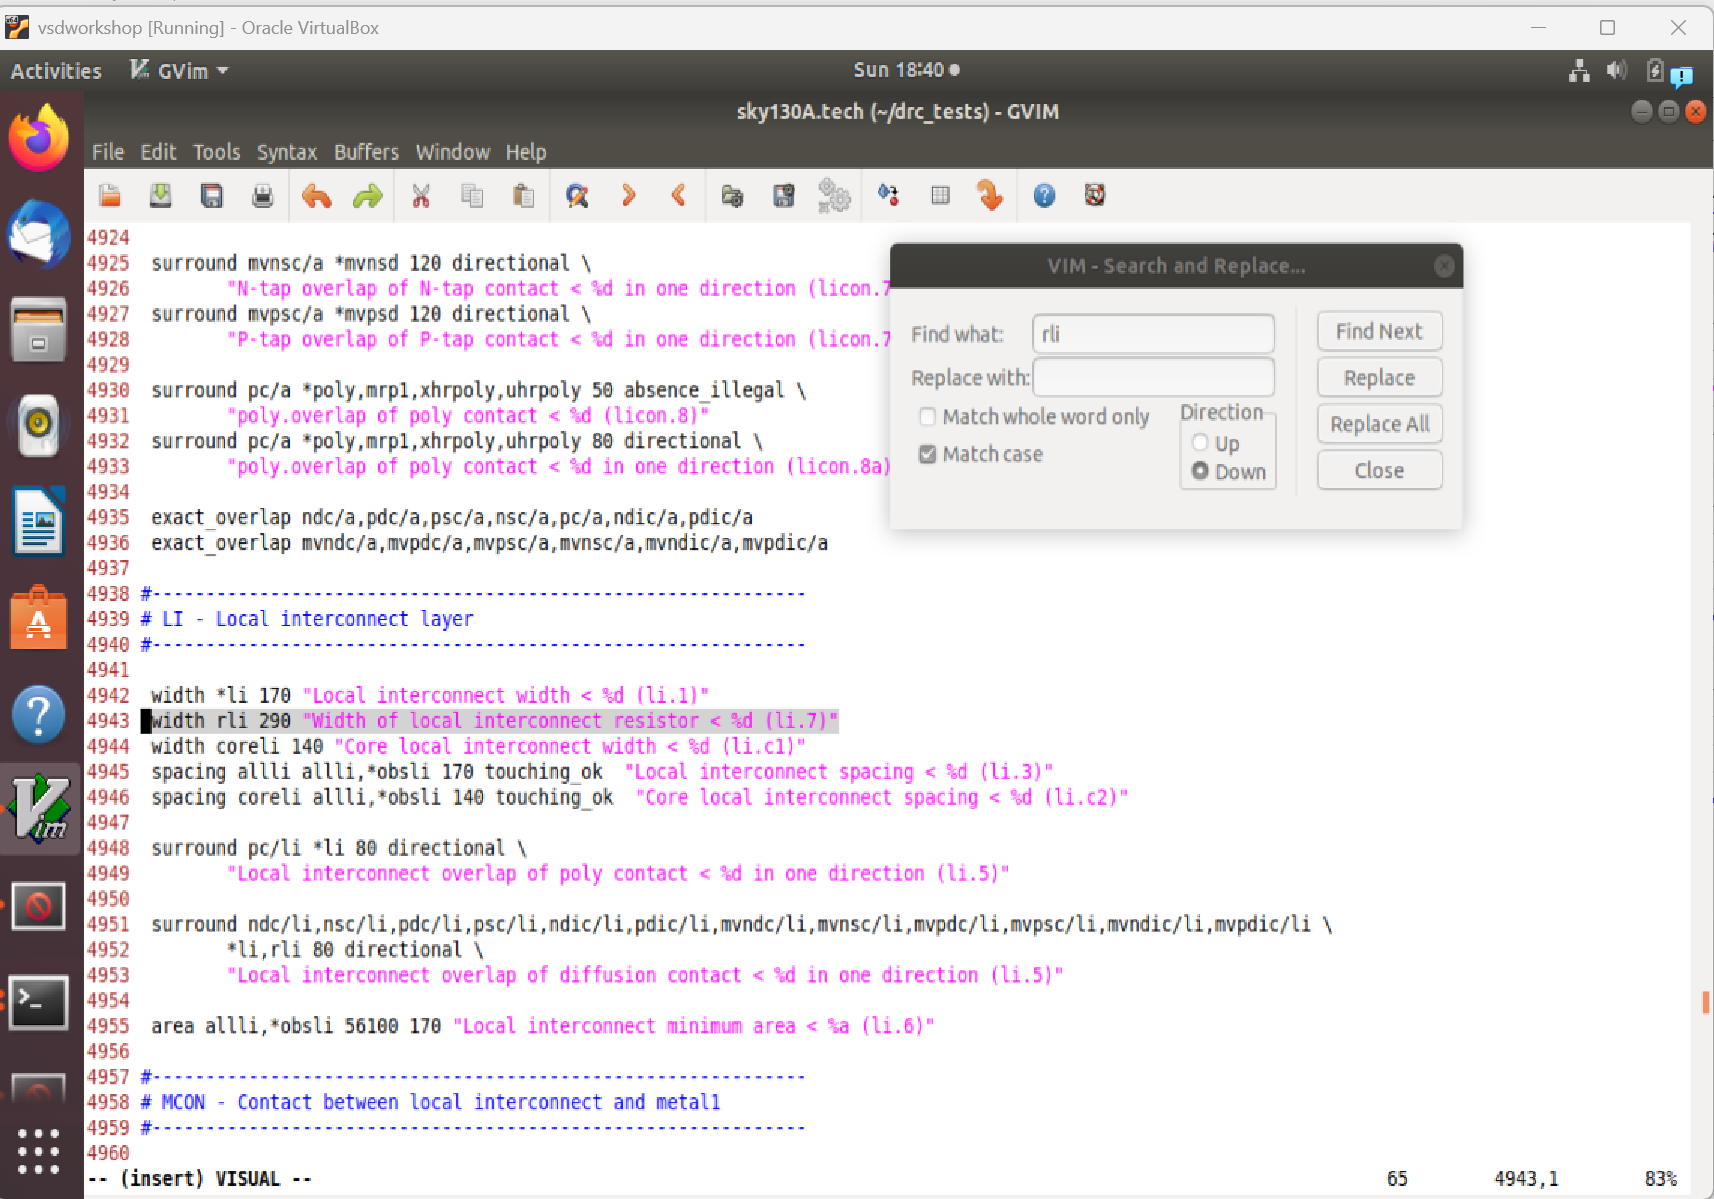 vsdworkshop [Running] - Oracle VirtualBox
Activities GVim Sun 18:40
sky130A.tech (~/drc_tests) - GVIM
File Edit Tools Syntax Buffers Window Help
4924
4925 surround mvnsc/a *mvnsd 120 directional \
4926 "N-tap overlap of N-tap contact < %d in one direction (licon.7
4927 surround mvpsc/a *mvpsd 120 directional \
4928 "P-tap overlap of P-tap contact < %d in one direction (licon.7
4929
4930 surround pc/a *poly,mrp1,xhrpoly,uhrpoly 50 absence_illegal \
4931 "poly.overlap of poly contact < %d (licon.8)"
4932 surround pc/a *poly,mrp1,xhrpoly,uhrpoly 80 directional \
4933 "poly.overlap of poly contact < %d in one direction (licon.8a)
4934
4935 exact_overlap ndc/a,pdc/a,psc/a,nsc/a,pc/a,ndic/a,pdic/a
4936 exact_overlap mvndc/a,mvpdc/a,mvpsc/a,mvnsc/a,mvndic/a,mvpdic/a
4937
4938 #-------------------------------------------------------------
4939 # LI - Local interconnect layer
4940 #-------------------------------------------------------------
4941
4942 width *li 170 "Local interconnect width < %d (li.1)"
4943 width rli 290 "Width of local interconnect resistor < %d (li.7)"
4944 width coreli 140 "Core local interconnect width < %d (li.c1)"
4945 spacing allli allli,*obsli 170 touching_ok "Local interconnect spacing < %d (li.3)"
4946 spacing coreli allli,*obsli 140 touching_ok "Core local interconnect spacing < %d (li.c2)"
4947
4948 surround pc/li *li 80 directional \
4949 "Local interconnect overlap of poly contact < %d in one direction (li.5)"
4950
4951 surround ndc/li,nsc/li,pdc/li,psc/li,ndic/li,pdic/li,mvndc/li,mvnsc/li,mvpdc/li,mvpsc/li,mvndic/li,mvpdic/li \
4952 *li,rli 80 directional \
4953 "Local interconnect overlap of diffusion contact < %d in one direction (li.5)"
4954
4955 area allli,*obsli 56100 170 "Local interconnect minimum area < %a (li.6)"
4956
4957 #-------------------------------------------------------------
4958 # MCON - Contact between local interconnect and metal1
4959 #-------------------------------------------------------------
4960
-- (insert) VISUAL -- 65 4943,1 83%
VIM - Search and Replace...
Find what: rli Find Next
Replace with: Replace
Match whole word only Direction
Replace All
Up
Match case
Down Close